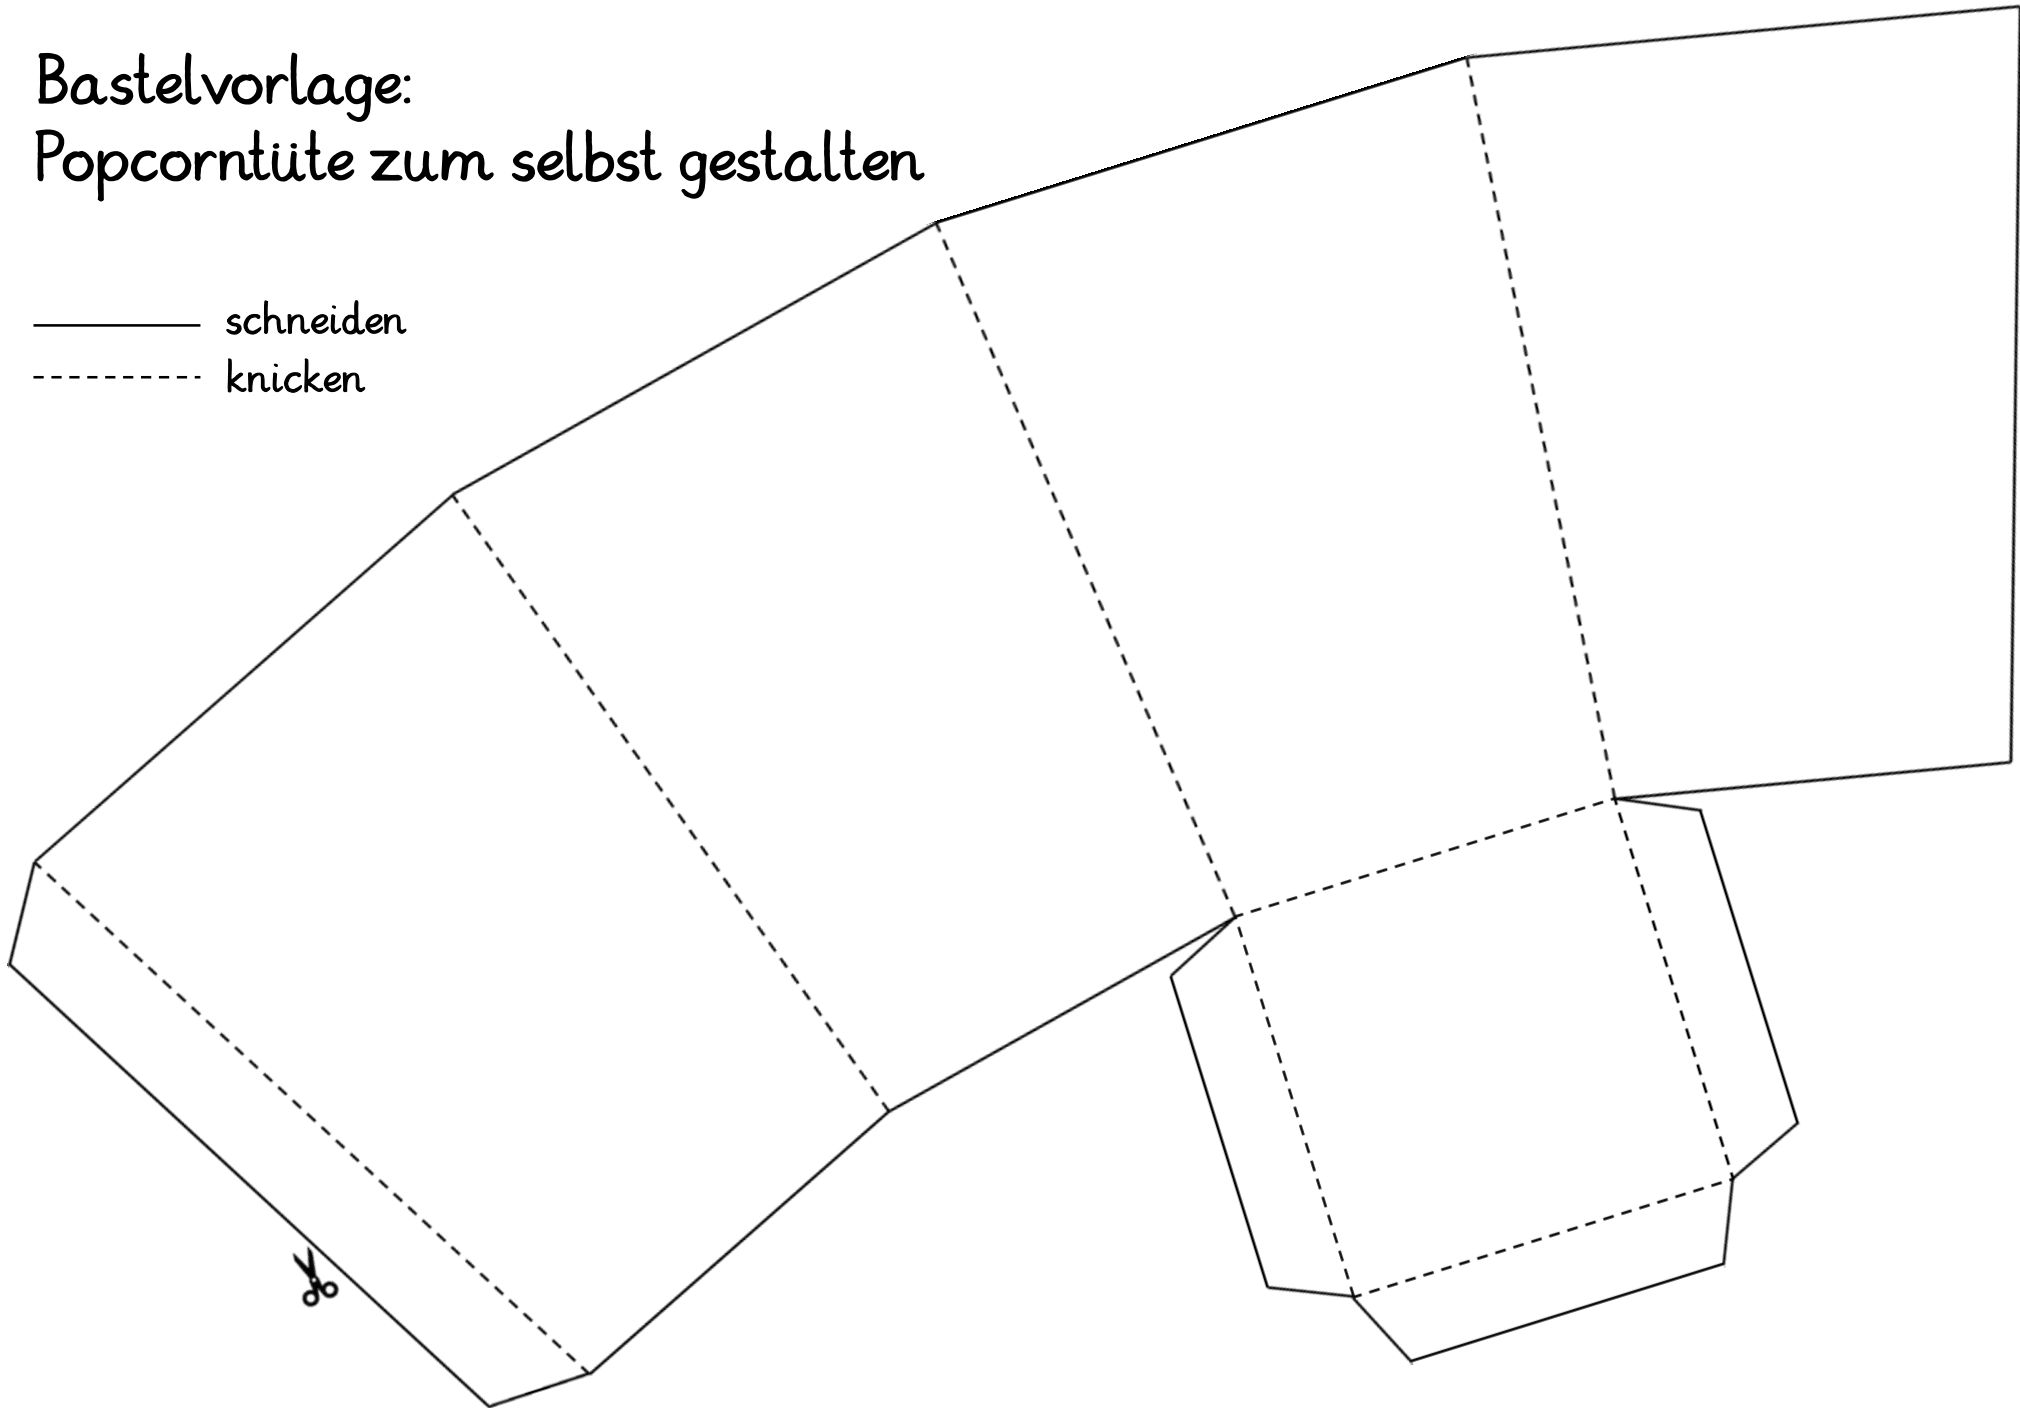 Bastelvorlage:
Popcorntüte zum selbst gestalten
schneiden
knicken